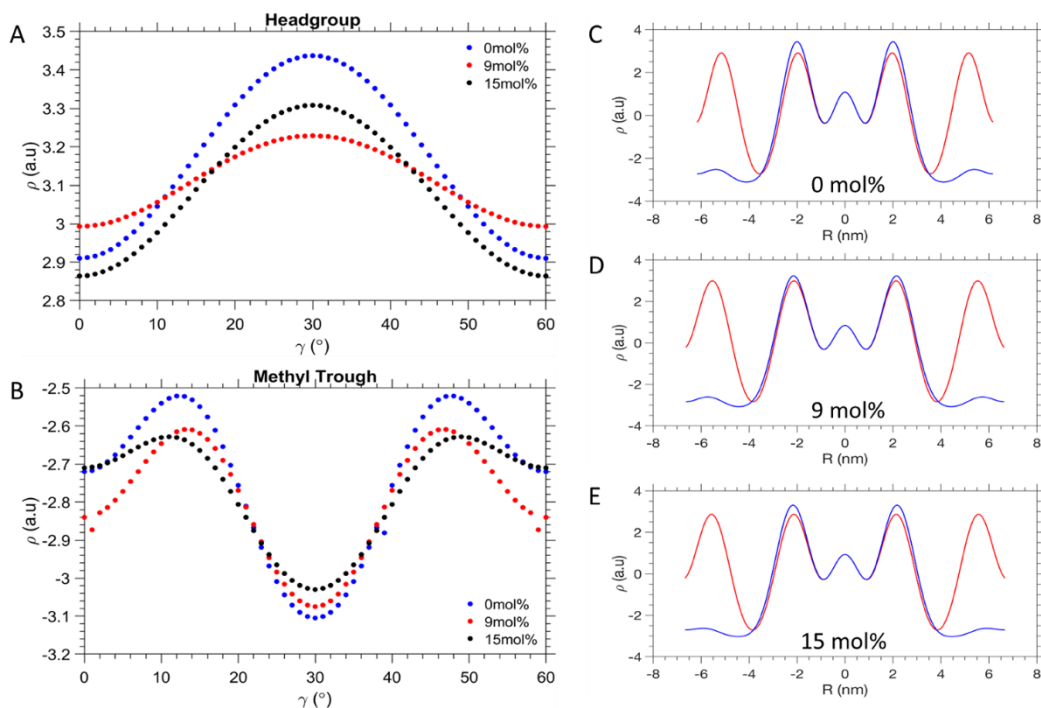 A
Headgroup
3.5
3.4
3.3
3.2
3.1
3
2.9
2.8
ρ (a.u)
0mol%
9mol%
15mol%
0 10 20 30 40 50 60
γ (°)
B
Methyl Trough
-2.5
-2.6
-2.7
-2.8
-2.9
-3
-3.1
-3.2
ρ (a.u)
0mol%
9mol%
15mol%
0 10 20 30 40 50 60
γ (°)
C
4
2
0
-2
-4
ρ (a.u)
0 mol%
-8 -6 -4 -2 0 2 4 6 8
R (nm)
D
4
2
0
-2
-4
ρ (a.u)
9 mol%
-8 -6 -4 -2 0 2 4 6 8
R (nm)
E
4
2
0
-2
-4
ρ (a.u)
15 mol%
-8 -6 -4 -2 0 2 4 6 8
R (nm)